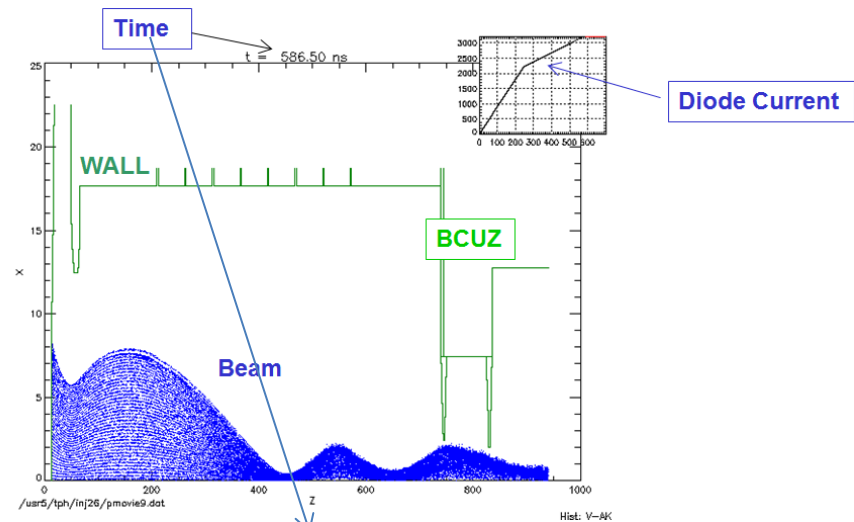 Time
t = 586.50 ns
3000
2500
2000
1500
1000
500
0
0 100 200 300 400 500 600
Diode Current
25
20
15
10
5
0
X
WALL
BCUZ
Beam
0 200 400 600 800 1000
Z
/usr5/tph/inj26/pmovie9.dat
Hist: V-AK